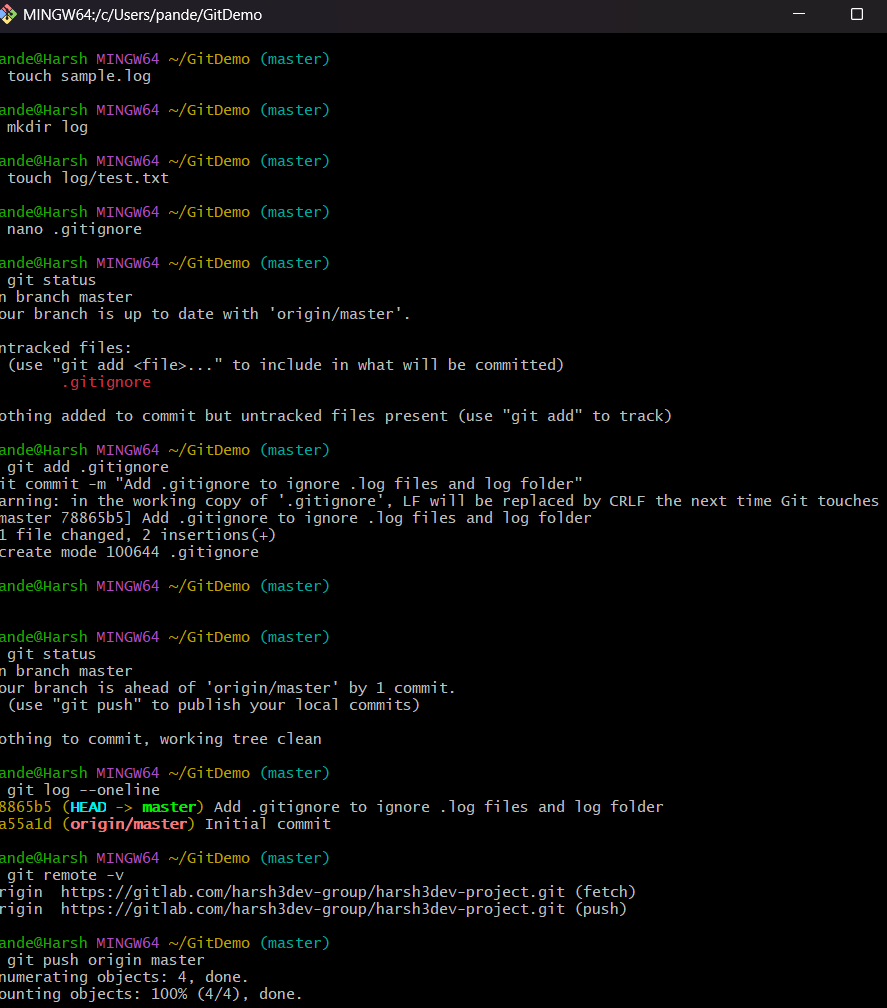 MINGW64:/c/Users/pande/GitDemo
ande@Harsh MINGW64 ~/GitDemo (master)
touch sample.log
ande@Harsh MINGW64 ~/GitDemo (master)
mkdir log
ande@Harsh MINGW64 ~/GitDemo (master)
touch log/test.txt
ande@Harsh MINGW64 ~/GitDemo (master)
nano .gitignore
ande@Harsh MINGW64 ~/GitDemo (master)
git status
n branch master
our branch is up to date with 'origin/master'.
ntracked files:
(use "git add <file>..." to include in what will be committed)
.gitignore
othing added to commit but untracked files present (use "git add" to track)
ande@Harsh MINGW64 ~/GitDemo (master)
git add .gitignore
it commit -m "Add .gitignore to ignore .log files and log folder"
arning: in the working copy of '.gitignore', LF will be replaced by CRLF the next time Git touches
master 78865b5] Add .gitignore to ignore .log files and log folder
1 file changed, 2 insertions(+)
create mode 100644 .gitignore
ande@Harsh MINGW64 ~/GitDemo (master)
ande@Harsh MINGW64 ~/GitDemo (master)
git status
n branch master
our branch is ahead of 'origin/master' by 1 commit.
(use "git push" to publish your local commits)
othing to commit, working tree clean
ande@Harsh MINGW64 ~/GitDemo (master)
git log --oneline
8865b5 (HEAD -> master) Add .gitignore to ignore .log files and log folder
a55a1d (origin/master) Initial commit
ande@Harsh MINGW64 ~/GitDemo (master)
git remote -v
rigin  https://gitlab.com/harsh3dev-group/harsh3dev-project.git (fetch)
rigin  https://gitlab.com/harsh3dev-group/harsh3dev-project.git (push)
ande@Harsh MINGW64 ~/GitDemo (master)
git push origin master
numerating objects: 4, done.
ounting objects: 100% (4/4), done.